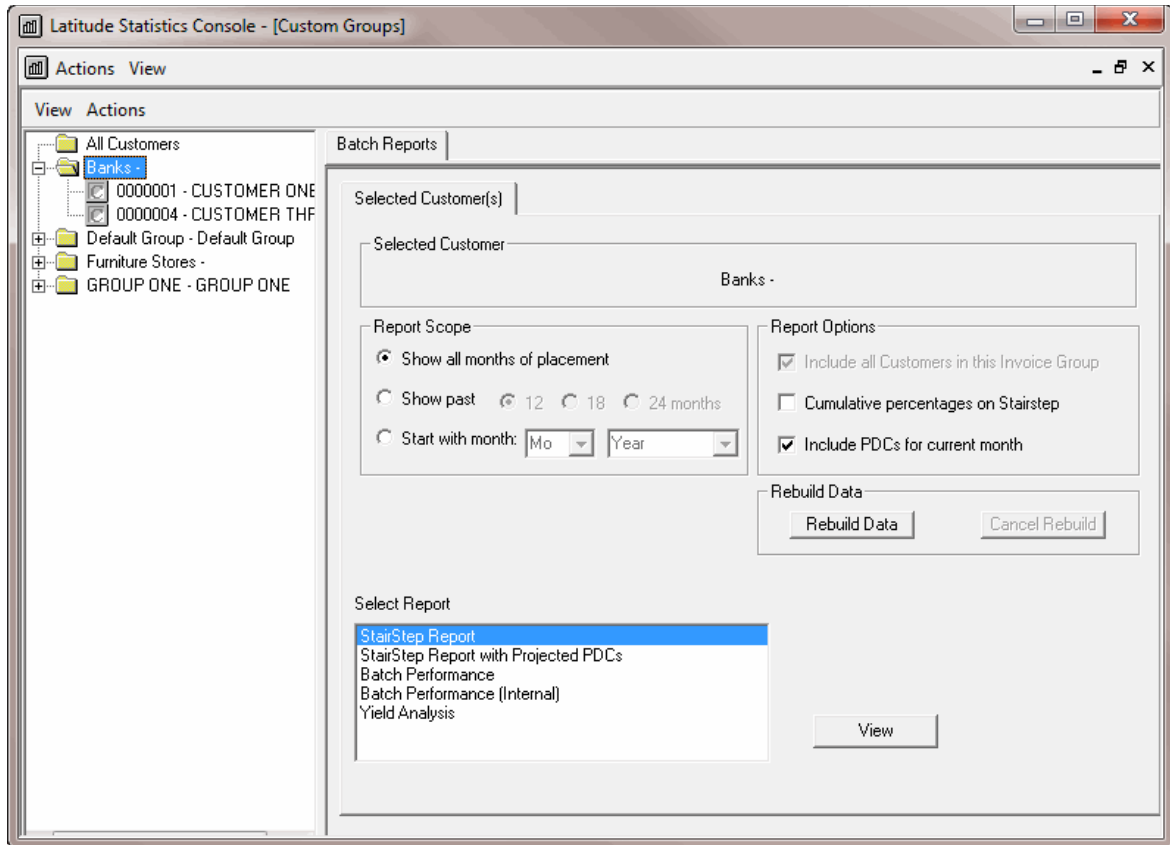 Latitude Statistics Console - [Custom Groups]
Actions View
View Actions
All Customers
Banks -
0000001 - CUSTOMER ONE
0000004 - CUSTOMER THR
Default Group - Default Group
Furniture Stores -
GROUP ONE - GROUP ONE
Batch Reports
Selected Customer(s)
Selected Customer
Banks -
Report Scope
Show all months of placement
Show past 12 18 24 months
Start with month: Mo Year
Report Options
Include all Customers in this Invoice Group
Cumulative percentages on Stairstep
Include PDCs for current month
Rebuild Data
Rebuild Data Cancel Rebuild
Select Report
StairStep Report
StairStep Report with Projected PDCs
Batch Performance
Batch Performance (Internal)
Yield Analysis
View